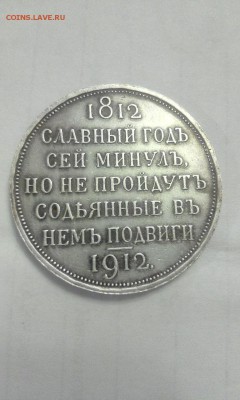 COINS.LAVE.RU
1812
СЛАВНЫЙ ГОДЪ
СЕЙ МИНУЛЪ,
НО НЕ ПРОЙДУТЪ
СОДѢЯННЫЕ ВЪ
НЕМЪ ПОДВИГИ
1912.